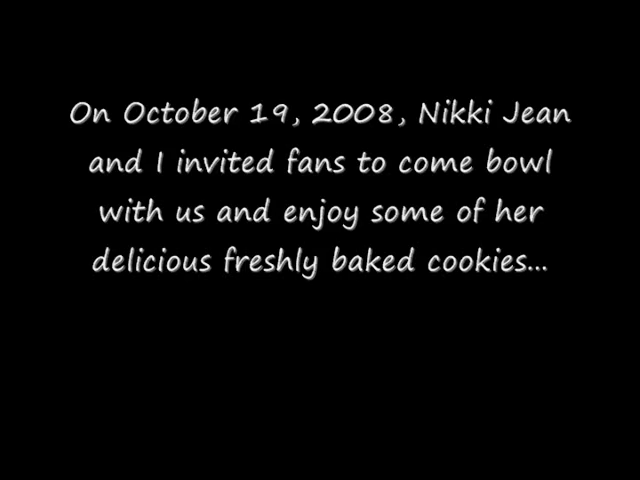 On October 19, 2008, Nikki Jean
and I invited fans to come bowl
with us and enjoy some of her
delicious freshly baked cookies...